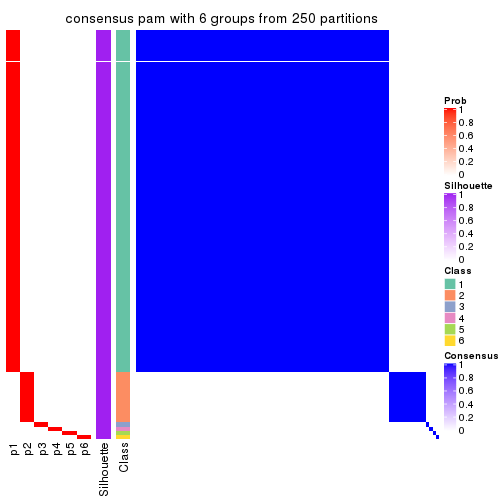 consensus pam with 6 groups from 250 partitions
Prob
1
0.8
0.6
0.4
0.2
0
Silhouette
1
0.8
0.6
0.4
0.2
0
Class
1
2
3
4
5
6
Consensus
1
0.8
0.6
0.4
0.2
0
p1
p2
p3
p4
p5
p6
Silhouette
Class